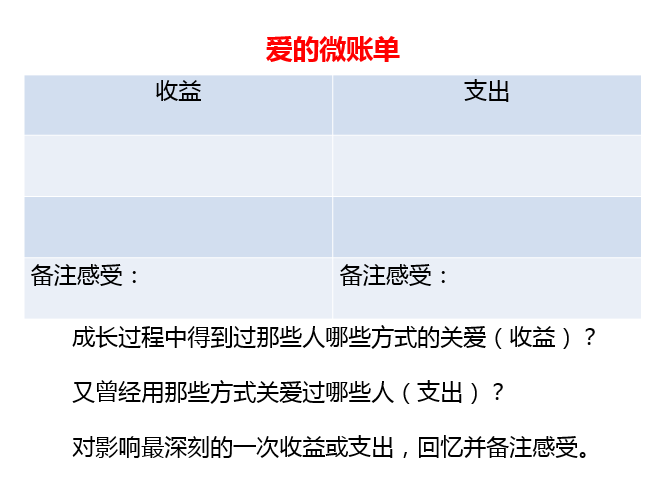 爱的微账单
收益 支出
备注感受： 备注感受：
成长过程中得到过那些人哪些方式的关爱（收益）？
又曾经用那些方式关爱过哪些人（支出）？
对影响最深刻的一次收益或支出，回忆并备注感受。